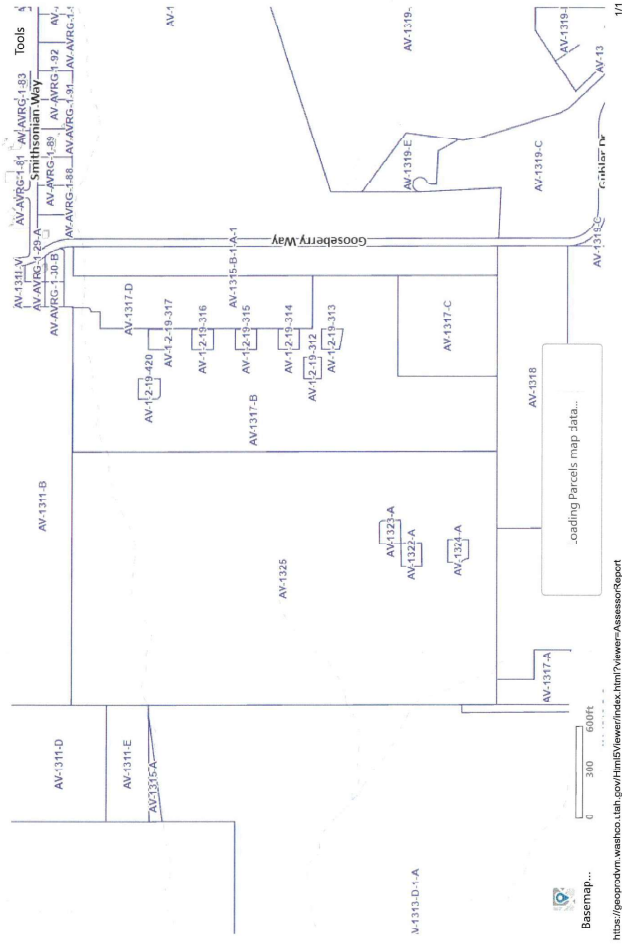 Tools
AV-AVRG-1-83
AV-AVRG-1-81
Smithsonian Way
AV-AVRG-1-92
AV-AVRG-1-91
AV-AVRG-1-89
AV-AVRG-1-88
AV-AVRG-1-29-A
AV-AVRG-1-30-B
AV-1311-B
AV-1311-D
AV-1311-E
AV-1315-A
AV-1317-D
AV-1-2-19-317
AV-1-2-19-316
AV-1-2-19-315
AV-1-2-19-314
AV-1-2-19-313
AV-1-2-19-312
AV-1-2-19-420
AV-1315-B-1-A-1
AV-1317-B
AV-1317-C
Gooseberry Way
AV-1
AV-1319-
AV-1319-E
AV-1319-C
AV-13
AV-1319-C
AV-1325
AV-1323-A
AV-1322-A
AV-1324-A
AV-1318
AV-1317-A
V-1313-D-1-A
Loading Parcels map data...
0 300 600ft
Basemap...
https://geoprodvm.washco.utah.gov/Html5Viewer/index.html?viewer=AssessorReport
1/1